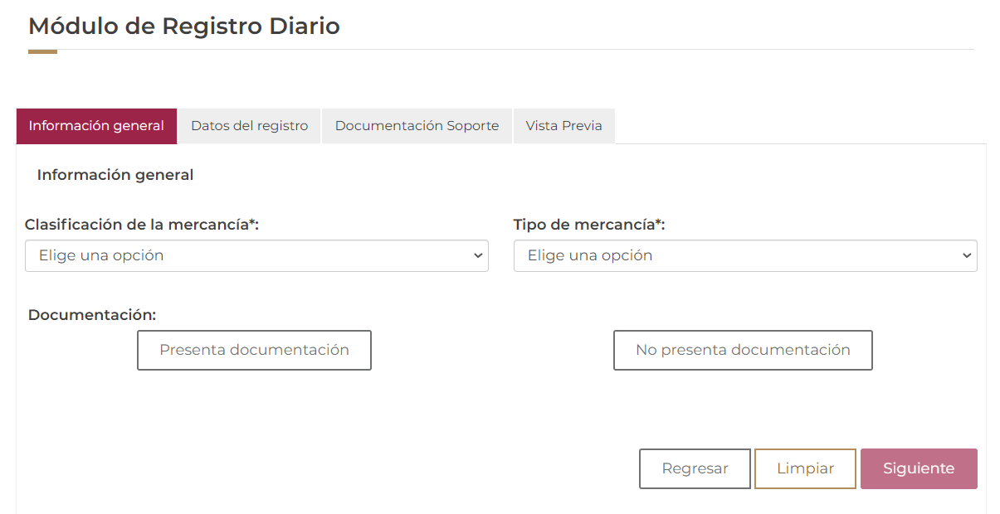 Módulo de Registro Diario
Información general Datos del registro Documentación Soporte Vista Previa
Información general
Clasificación de la mercancía*: Tipo de mercancía*:
Elige una opción Elige una opción
Documentación:
Presenta documentación No presenta documentación
Regresar Limpiar Siguiente